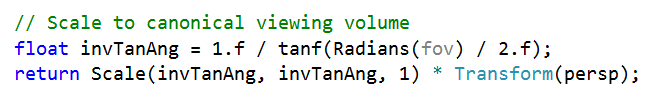 // Scale to canonical viewing volume
float invTanAng = 1.f / tanf(Radians(fov) / 2.f);
return Scale(invTanAng, invTanAng, 1) * Transform(persp);